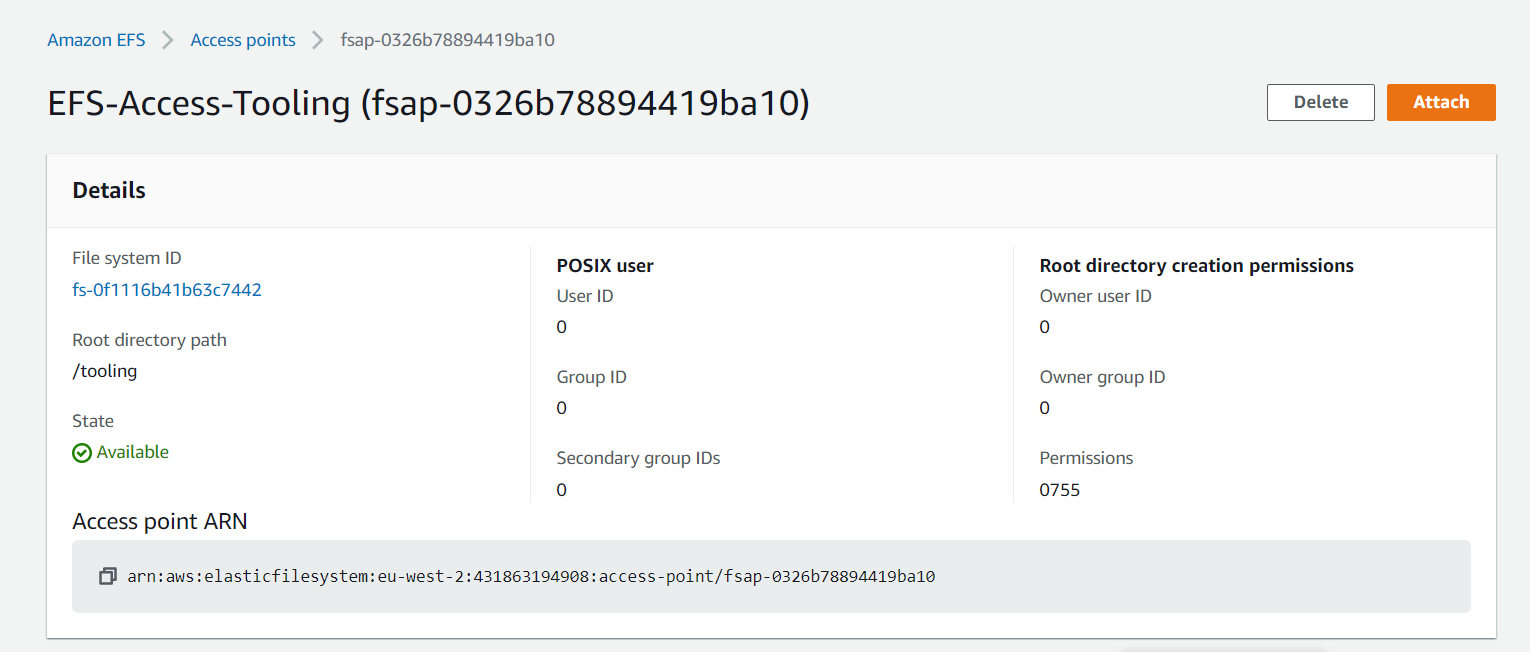 Amazon EFS > Access points > fsap-0326b78894419ba10
EFS-Access-Tooling (fsap-0326b78894419ba10)
Delete
Attach
Details
File system ID
fs-0f1116b41b63c7442
Root directory path
/tooling
State
Available
POSIX user
User ID
0
Group ID
0
Secondary group IDs
0
Root directory creation permissions
Owner user ID
0
Owner group ID
0
Permissions
0755
Access point ARN
arn:aws:elasticfilesystem:eu-west-2:431863194908:access-point/fsap-0326b78894419ba10